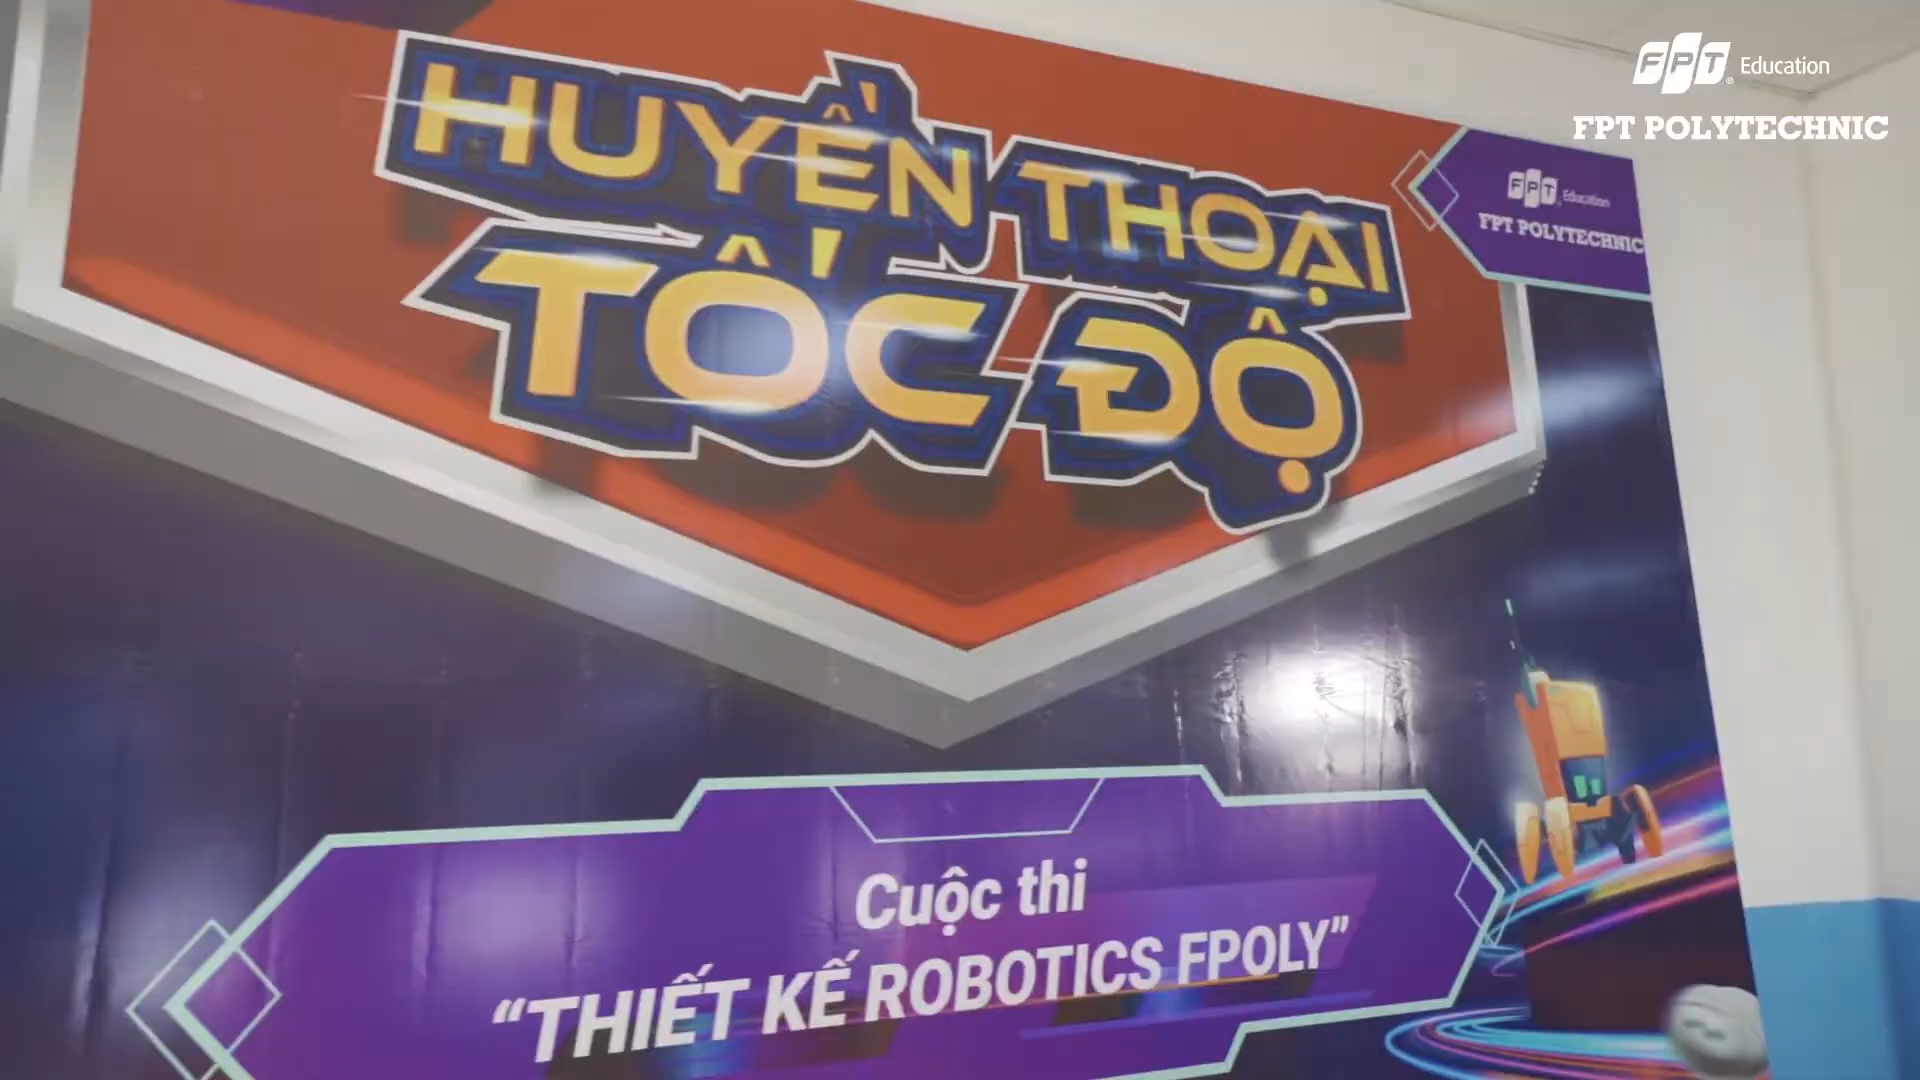 FPT Education
FPT POLYTECHNIC
HUYỀN THOẠI
TỐC ĐỘ
FPT Education
FPT POLYTECHNIC
Cuộc thi
“THIẾT KẾ ROBOTICS FPOLY”